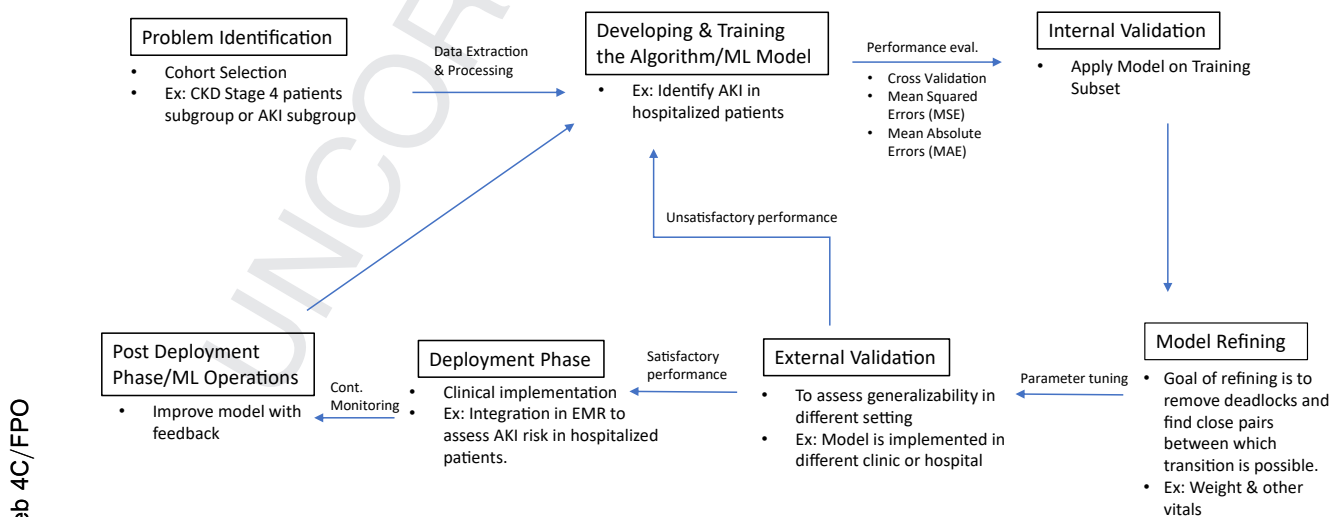 Problem Identification
• Cohort Selection
• Ex: CKD Stage 4 patients
subgroup or AKI subgroup
Data Extraction
& Processing
Developing & Training
the Algorithm/ML Model
• Ex: Identify AKI in
hospitalized patients
Performance eval.
• Cross Validation
• Mean Squared
Errors (MSE)
• Mean Absolute
Errors (MAE)
Internal Validation
• Apply Model on Training
Subset
Model Refining
• Goal of refining is to
remove deadlocks and
find close pairs
between which
transition is possible.
• Ex: Weight & other
vitals
Parameter tuning
External Validation
• To assess generalizability in
different setting
• Ex: Model is implemented in
different clinic or hospital
Unsatisfactory performance
Satisfactory
performance
Deployment Phase
• Clinical implementation
• Ex: Integration in EMR to
assess AKI risk in hospitalized
patients.
Cont.
Monitoring
Post Deployment
Phase/ML Operations
• Improve model with
feedback
UNCOR
eb 4C/FPO